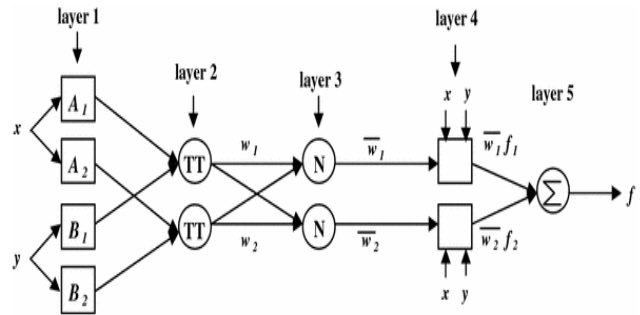 layer 1
layer 2
layer 3
layer 4
layer 5
x
y
A₁
A₂
B₁
B₂
TT
TT
w₁
w₂
N
N
w̅₁
w̅₂
x y
x y
w̅₁ f₁
w̅₂ f₂
Σ
f